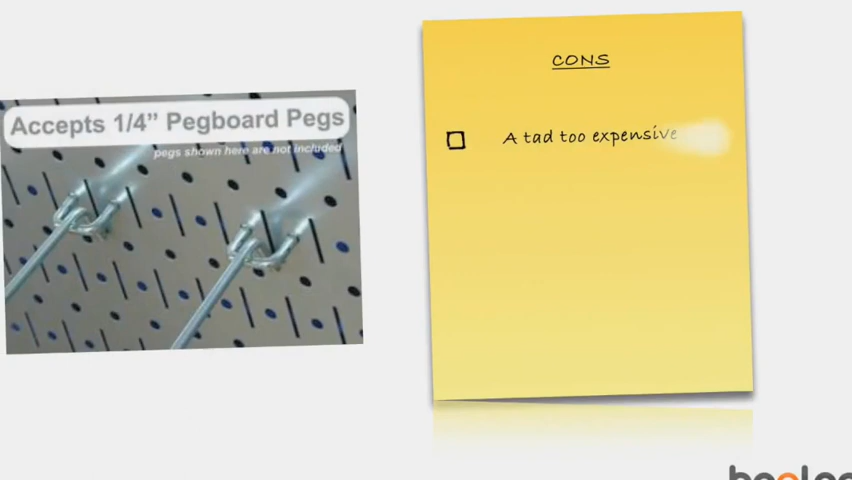 Accepts 1/4” Pegboard Pegs
pegs shown here are not included
CONS
A tad too expensive